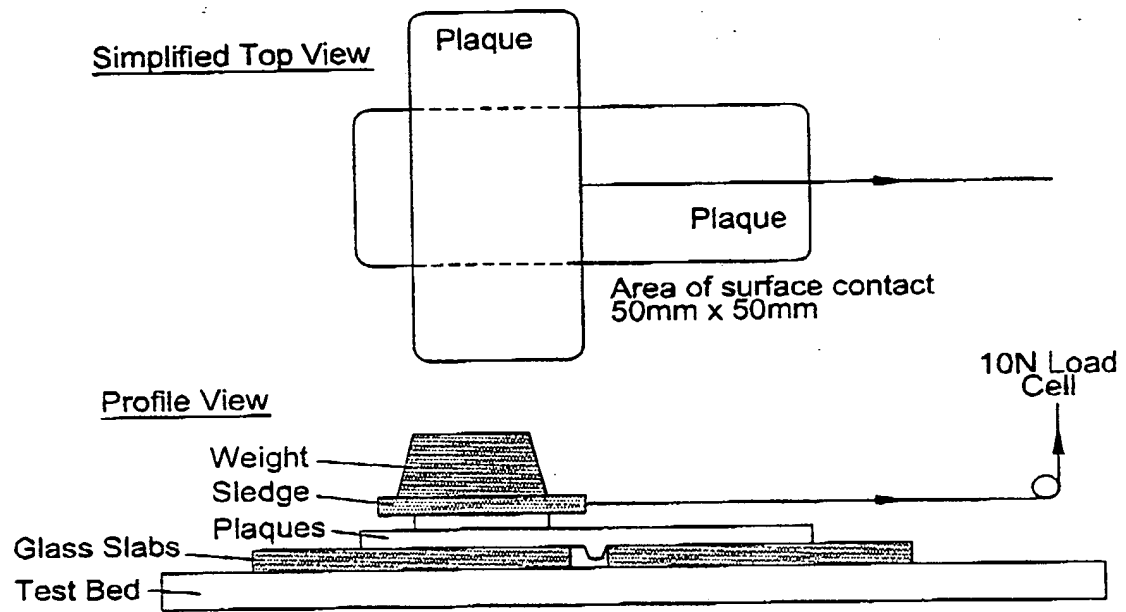 Simplified Top View
Plaque
Plaque
Area of surface contact
50mm x 50mm
10N Load
Cell
Profile View
Weight
Sledge
Plaques
Glass Slabs
Test Bed